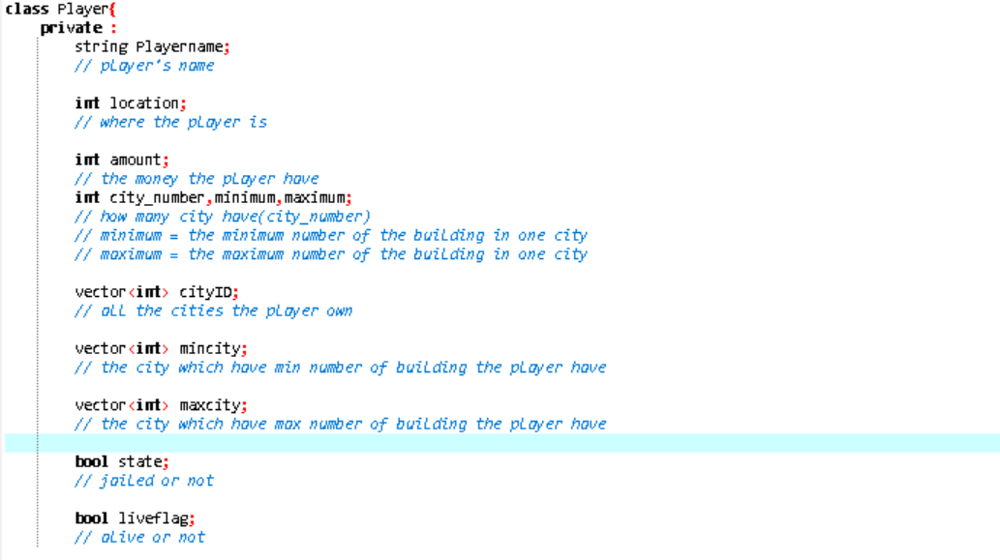 class Player{
private :
string Playername;
// player's name
int location;
// where the player is
int amount;
// the money the player have
int city_number,minimum,maximum;
// how many city have(city_number)
// minimum = the minimum number of the building in one city
// maximum = the maximum number of the building in one city
vector<int> cityID;
// all the cities the player own
vector<int> mincity;
// the city which have min number of building the player have
vector<int> maxcity;
// the city which have max number of building the player have
bool state;
// jailed or not
bool liveflag;
// alive or not